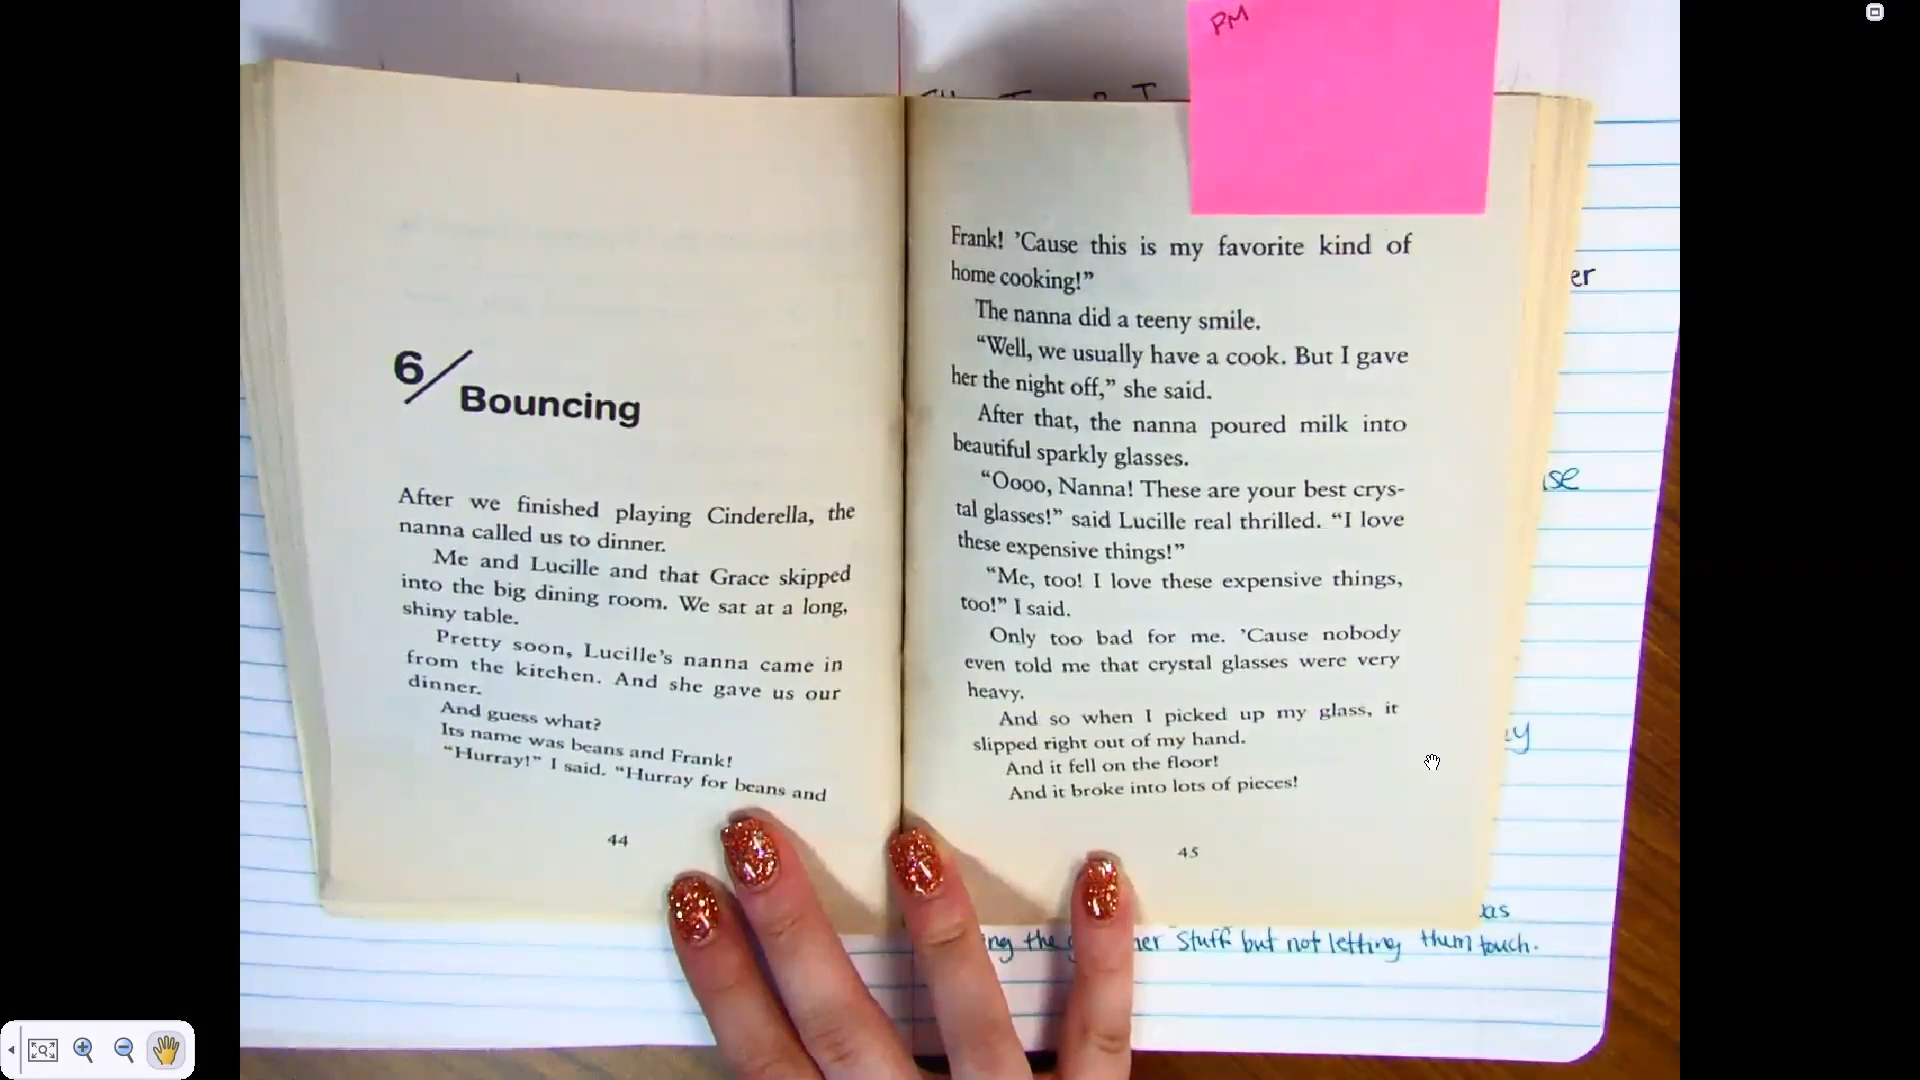 PM
6/
Bouncing
After we finished playing Cinderella, the
nanna called us to dinner.
Me and Lucille and that Grace skipped
into the big dining room. We sat at a long,
shiny table.
Pretty soon, Lucille's nanna came in
from the kitchen. And she gave us our
dinner.
And guess what?
Its name was beans and Frank!
“Hurray!” I said. “Hurray for beans and
44
Frank! ’Cause this is my favorite kind of
home cooking!”
The nanna did a teeny smile.
“Well, we usually have a cook. But I gave
her the night off,” she said.
After that, the nanna poured milk into
beautiful sparkly glasses.
“Oooo, Nanna! These are your best crys-
tal glasses!” said Lucille real thrilled. “I love
these expensive things!”
“Me, too! I love these expensive things,
too!” I said.
Only too bad for me. ’Cause nobody
even told me that crystal glasses were very
heavy.
And so when I picked up my glass, it
slipped right out of my hand.
And it fell on the floor!
And it broke into lots of pieces!
45
er
the
stuff but not letting them touch.